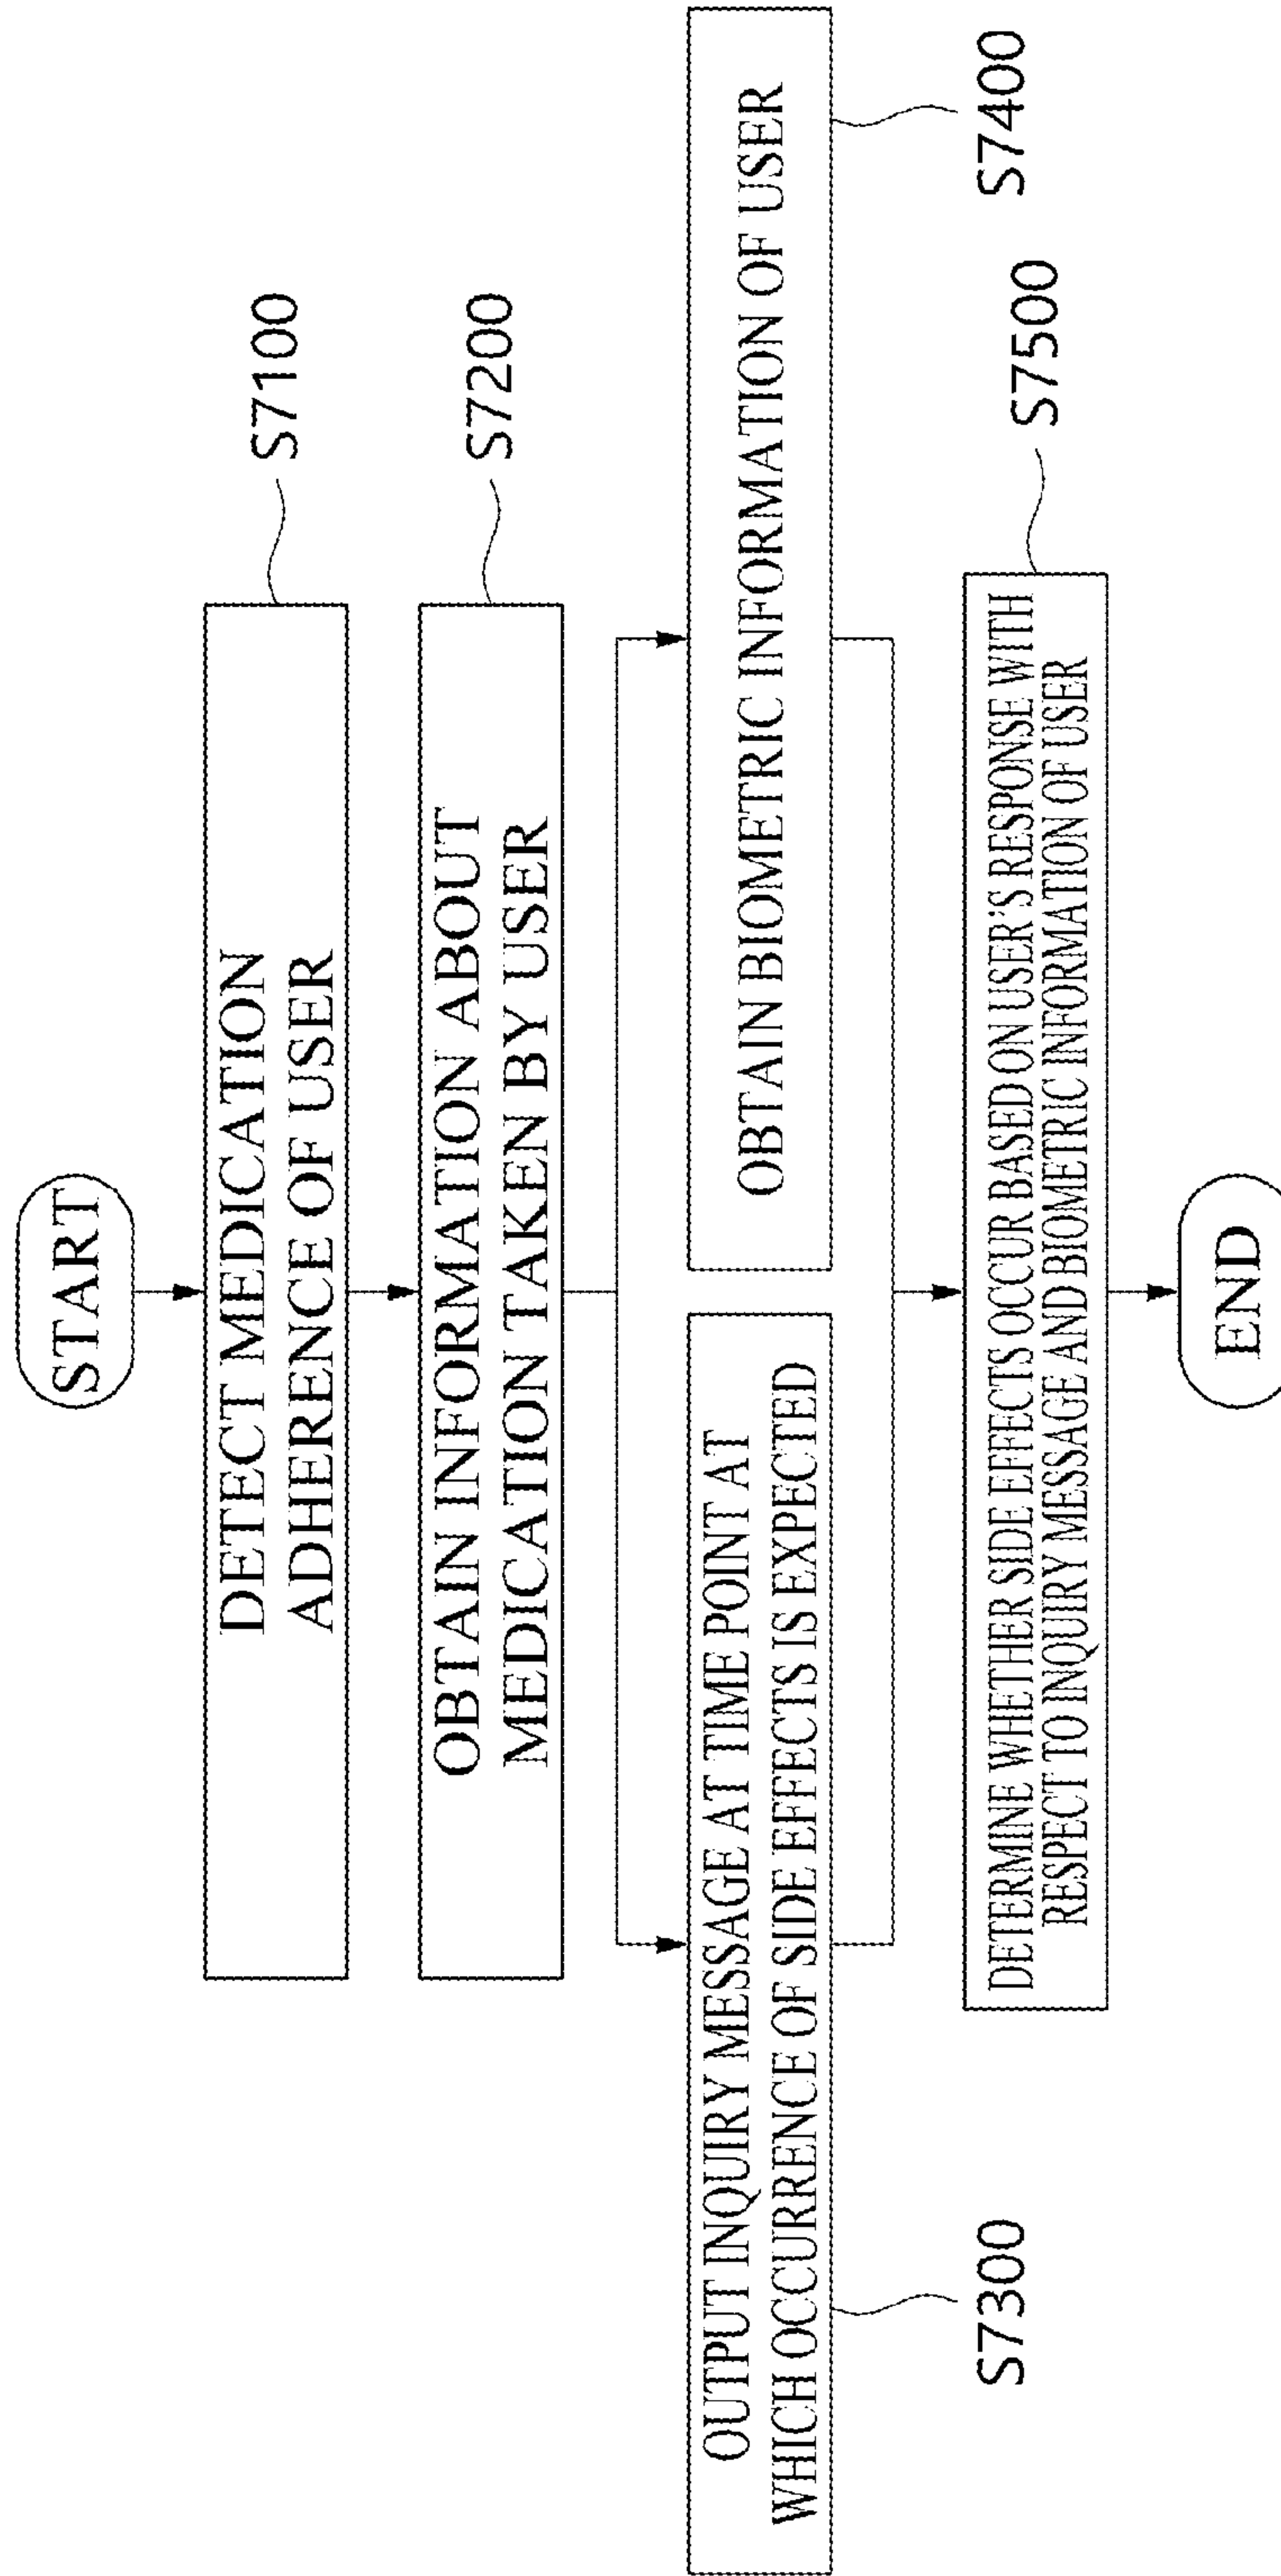 START
DETECT MEDICATION
ADHERENCE OF USER
S7100
OBTAIN INFORMATION ABOUT
MEDICATION TAKEN BY USER
S7200
OUTPUT INQUIRY MESSAGE AT TIME POINT AT
WHICH OCCURRENCE OF SIDE EFFECTS IS EXPECTED
S7300
OBTAIN BIOMETRIC INFORMATION OF USER
S7400
DETERMINE WHETHER SIDE EFFECTS OCCUR BASED ON USER'S RESPONSE WITH
RESPECT TO INQUIRY MESSAGE AND BIOMETRIC INFORMATION OF USER
S7500
END